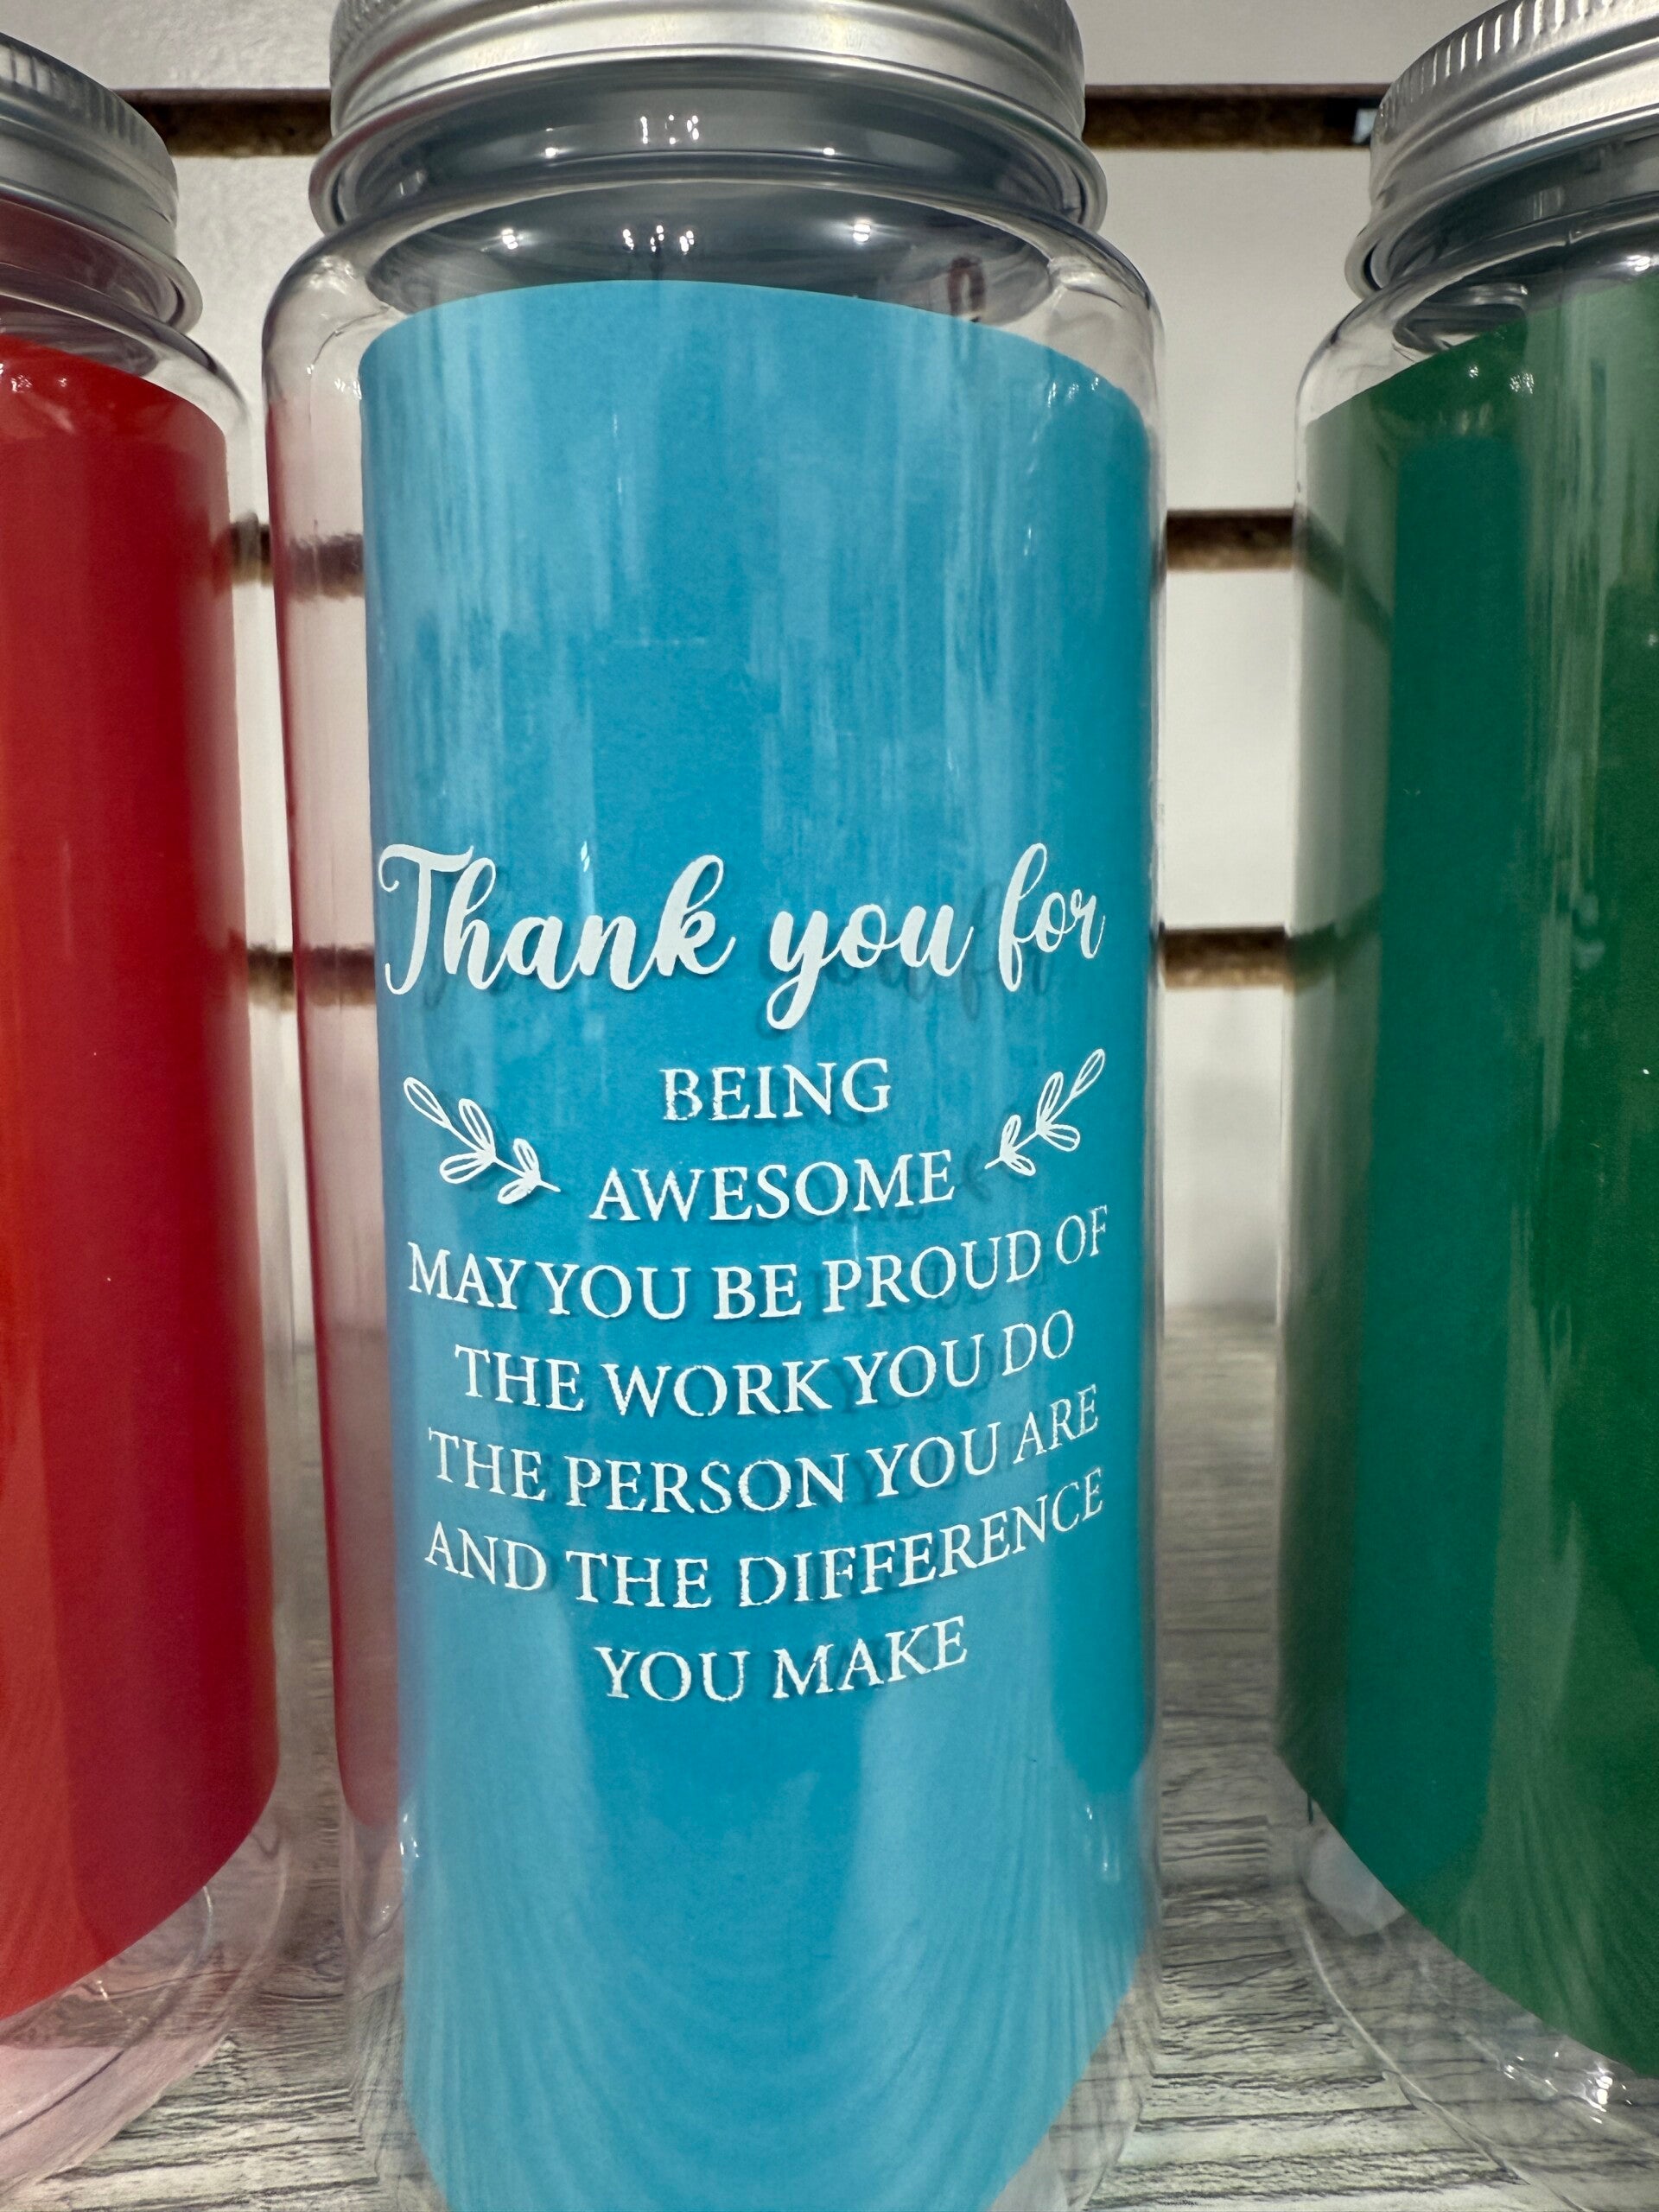 Thank you for
BEING
AWESOME
MAY YOU BE PROUD OF
THE WORK YOU DO
THE PERSON YOU ARE
AND THE DIFFERENCE
YOU MAKE